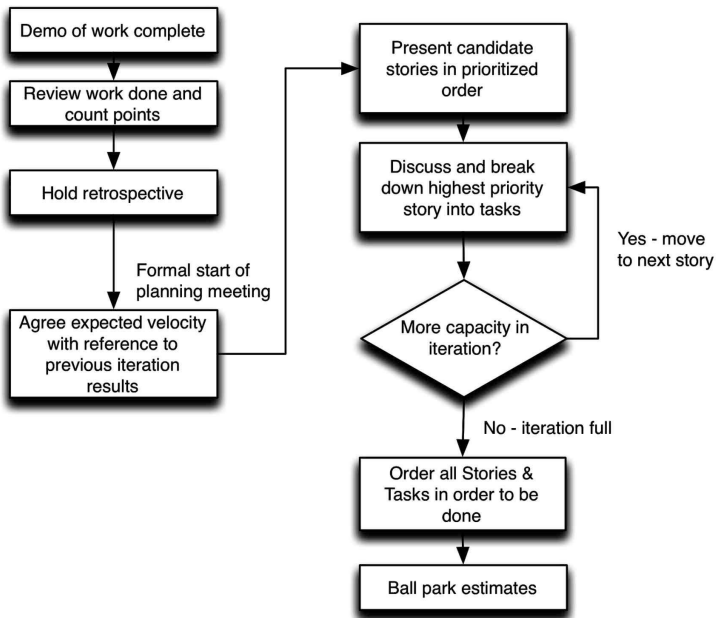 Demo of work complete
Review work done and
count points
Hold retrospective
Formal start of
planning meeting
Agree expected velocity
with reference to
previous iteration
results
Present candidate
stories in prioritized
order
Discuss and break
down highest priority
story into tasks
Yes - move
to next story
More capacity in
iteration?
No - iteration full
Order all Stories &
Tasks in order to be
done
Ball park estimates